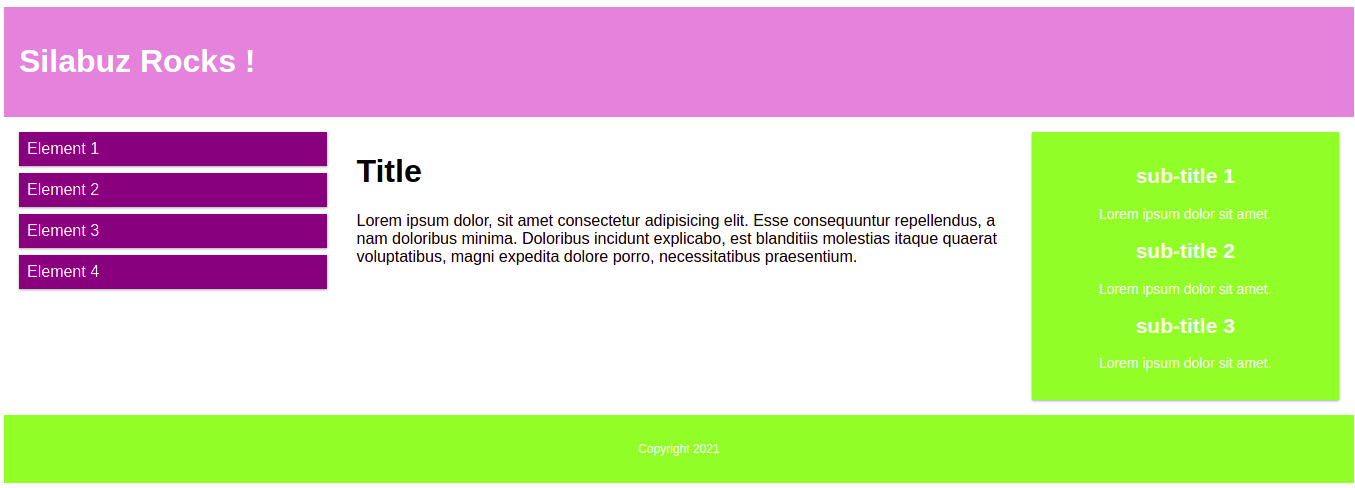 Silabuz Rocks !
Element 1
Element 2
Element 3
Element 4
Title
Lorem ipsum dolor, sit amet consectetur adipisicing elit. Esse consequuntur repellendus, a
nam doloribus minima. Doloribus incidunt explicabo, est blanditiis molestias itaque quaerat
voluptatibus, magni expedita dolore porro, necessitatibus praesentium.
sub-title 1
Lorem ipsum dolor sit amet.
sub-title 2
Lorem ipsum dolor sit amet.
sub-title 3
Lorem ipsum dolor sit amet.
Copyright 2021